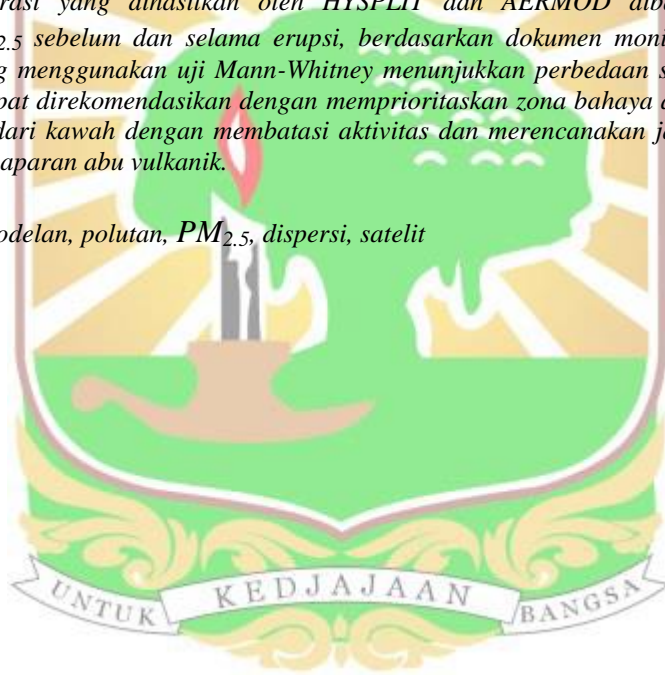 rasi yang dihasilkan oleh HYSPLIT dan AERMOD diba
2.5 sebelum dan selama erupsi, berdasarkan dokumen moni
g menggunakan uji Mann-Whitney menunjukkan perbedaan s
pat direkomendasikan dengan memprioritaskan zona bahaya
dari kawah dengan membatasi aktivitas dan merencanakan j
aparan abu vulkanik.
odelan, polutan, PM2.5, dispersi, satelit
UNTUK KEDJAJAAN BANGSA